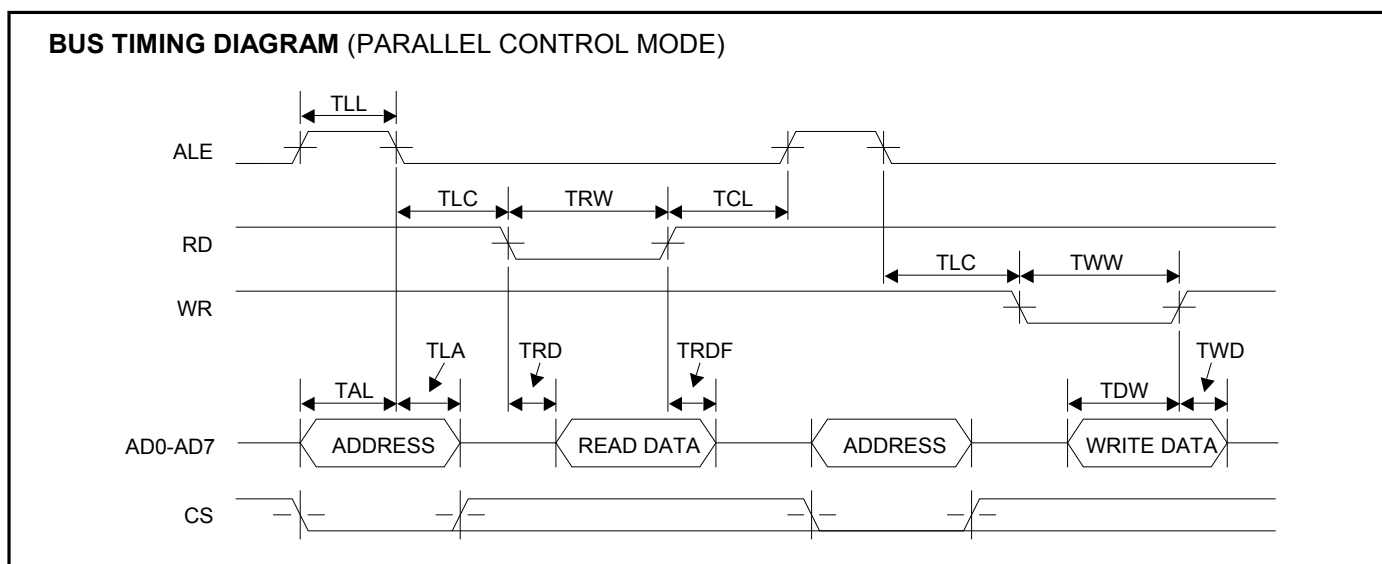 BUS TIMING DIAGRAM (PARALLEL CONTROL MODE)
TLL
ALE
TLC TRW TCL
RD
TLC TWW
WR
TLA TRD TRDF TWD
TAL TDW
AD0-AD7 ADDRESS READ DATA ADDRESS WRITE DATA
CS